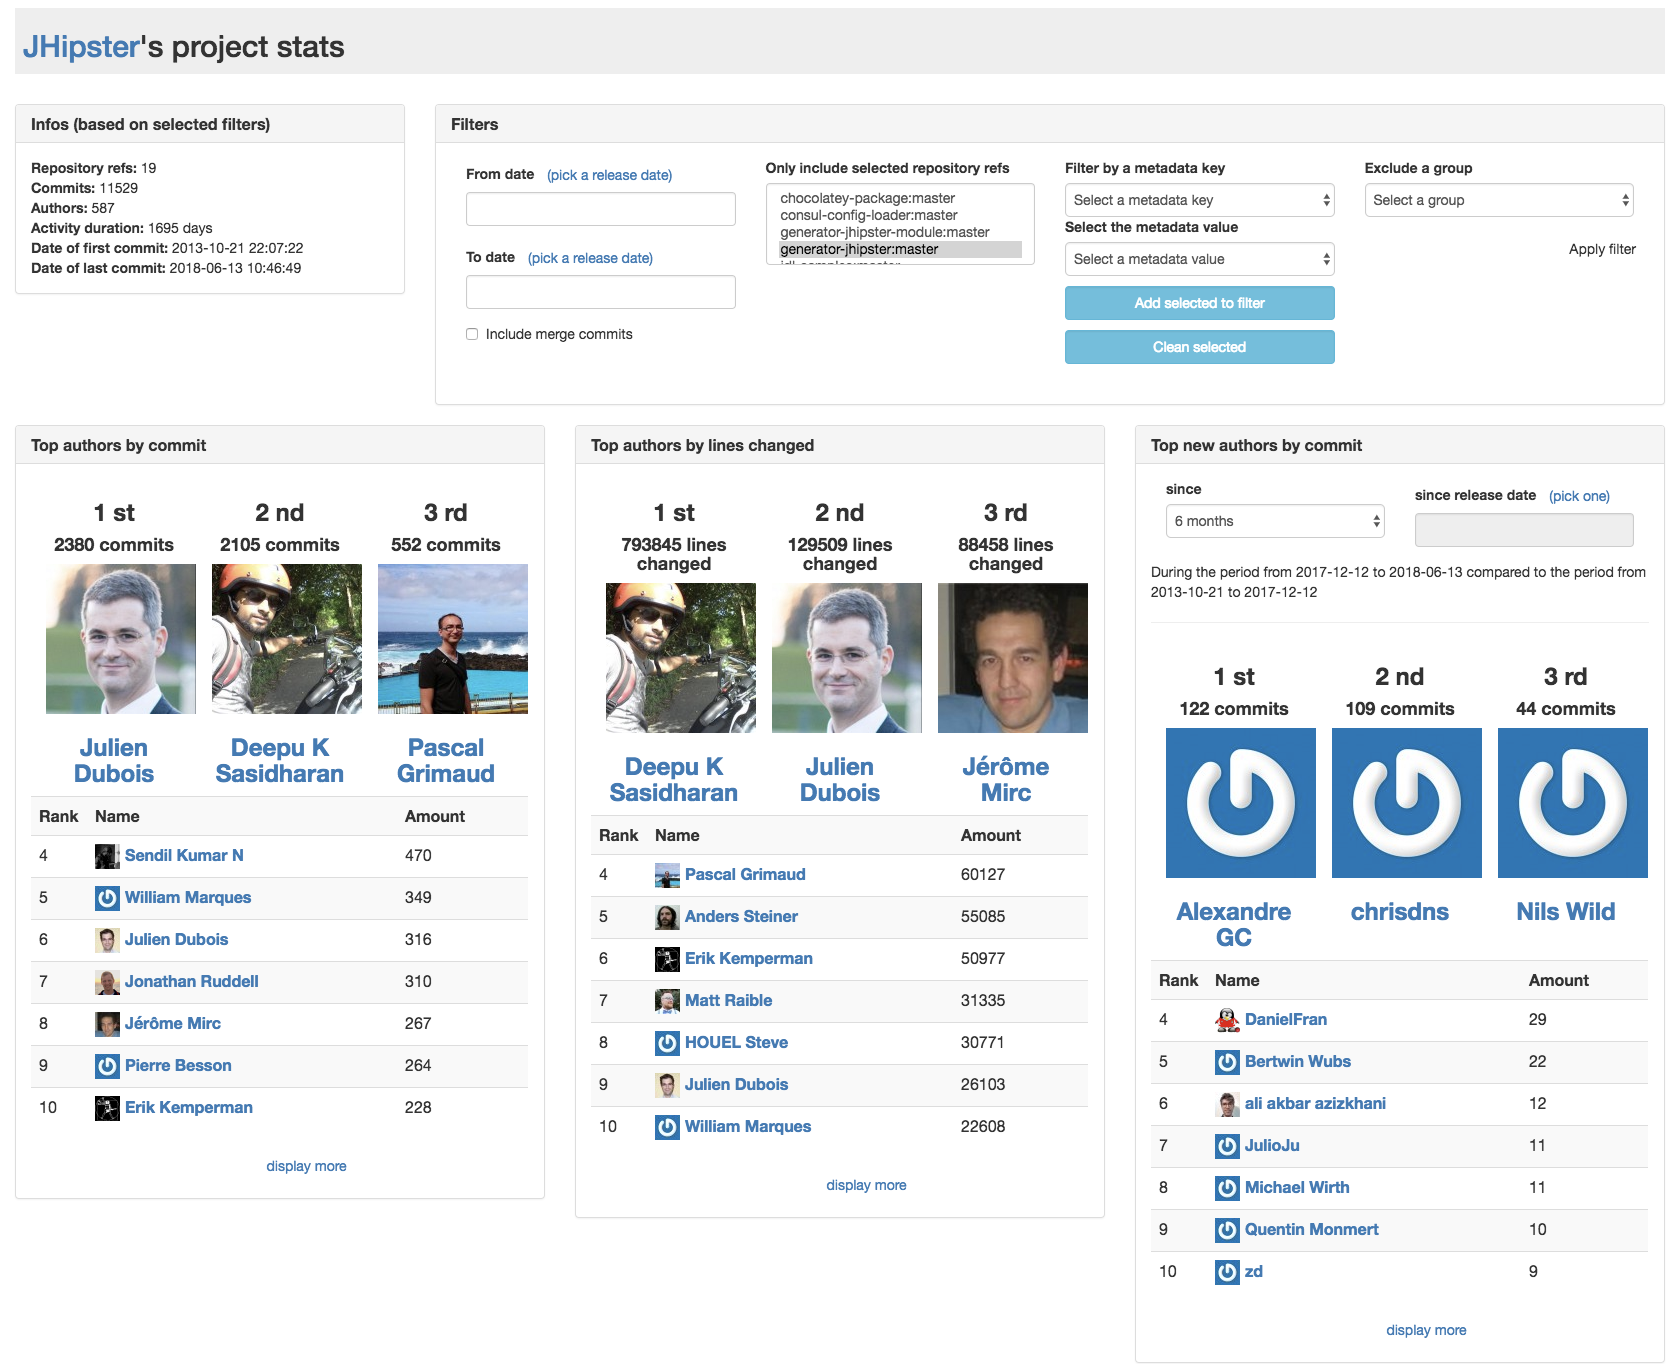 JHipster's project stats
Infos (based on selected filters)
Repository refs: 19
Commits: 11529
Authors: 587
Activity duration: 1695 days
Date of first commit: 2013-10-21 22:07:22
Date of last commit: 2018-06-13 10:46:49
Filters
From date (pick a release date)
To date (pick a release date)
Include merge commits
Only include selected repository refs
chocolatey-package:master
consul-config-loader:master
generator-jhipster-module:master
generator-jhipster:master
Filter by a metadata key
Select a metadata key
Select the metadata value
Select a metadata value
Add selected to filter
Clean selected
Exclude a group
Select a group
Apply filter
Top authors by commit
1 st
2380 commits
Julien
Dubois
2 nd
2105 commits
Deepu K
Sasidharan
3 rd
552 commits
Pascal
Grimaud
Rank Name Amount
4 Sendil Kumar N 470
5 William Marques 349
6 Julien Dubois 316
7 Jonathan Ruddell 310
8 Jérôme Mirc 267
9 Pierre Besson 264
10 Erik Kemperman 228
display more
Top authors by lines changed
1 st
793845 lines
changed
Deepu K
Sasidharan
2 nd
129509 lines
changed
Julien
Dubois
3 rd
88458 lines
changed
Jérôme
Mirc
Rank Name Amount
4 Pascal Grimaud 60127
5 Anders Steiner 55085
6 Erik Kemperman 50977
7 Matt Raible 31335
8 HOUEL Steve 30771
9 Julien Dubois 26103
10 William Marques 22608
display more
Top new authors by commit
since
6 months
since release date (pick one)
During the period from 2017-12-12 to 2018-06-13 compared to the period from
2013-10-21 to 2017-12-12
1 st
122 commits
Alexandre
GC
2 nd
109 commits
chrisdns
3 rd
44 commits
Nils Wild
Rank Name Amount
4 DanielFran 29
5 Bertwin Wubs 22
6 ali akbar azizkhani 12
7 JulioJu 11
8 Michael Wirth 11
9 Quentin Monmert 10
10 zd 9
display more